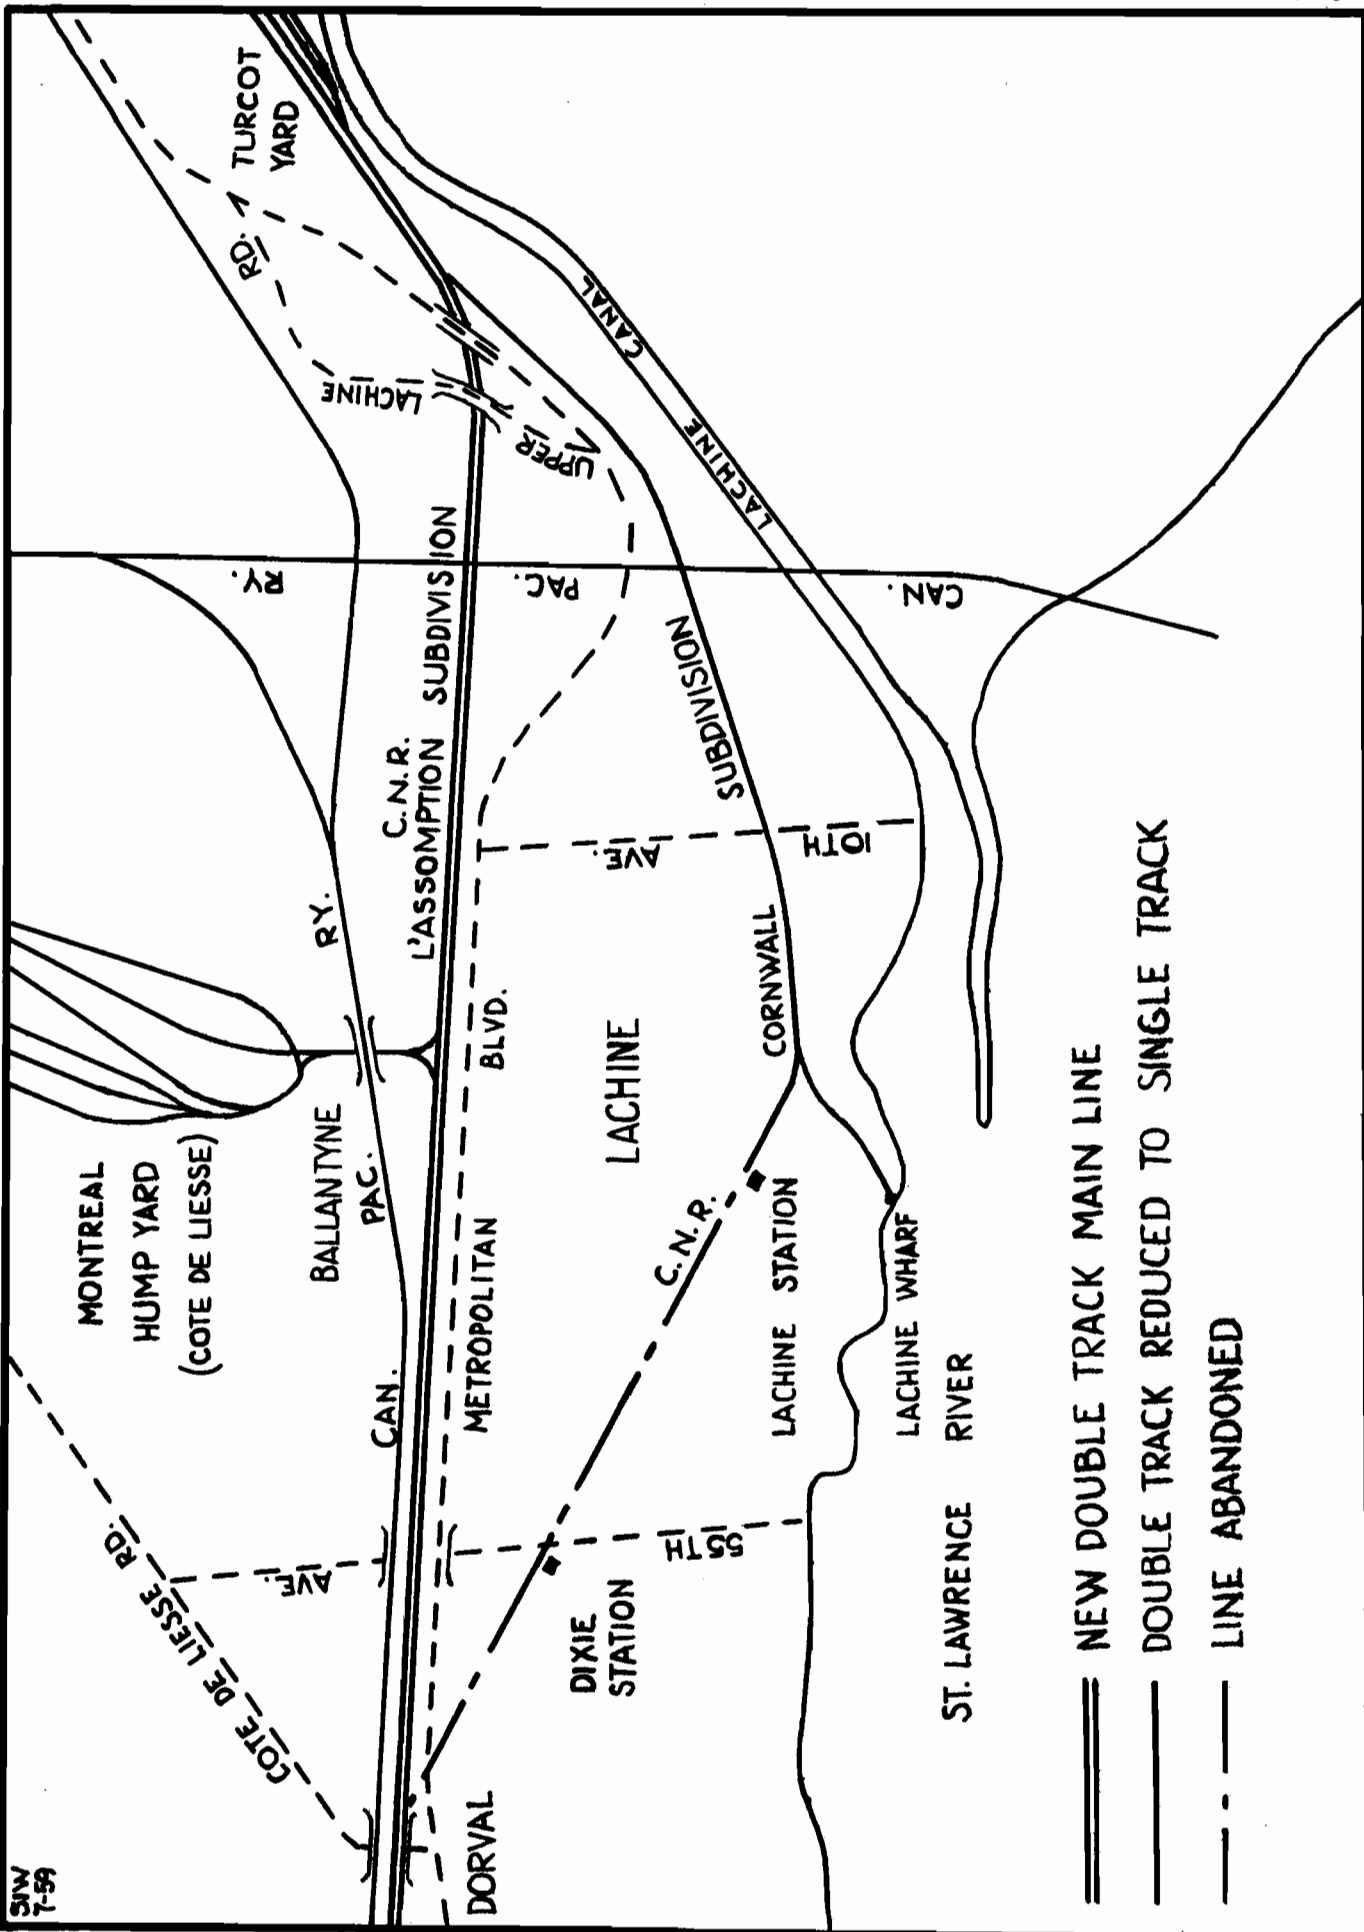 SIW
7-59
COTE DE LIESSE RD.
MONTREAL
HUMP YARD
(COTE DE LIESSE)
BALLANTYNE
CAN. PAC. RY.
RY.
PAC.
CAN.
TURCOT
YARD
UPPER LACHINE RD.
C.N.R.
L'ASSOMPTION SUBDIVISION
METROPOLITAN BLVD.
DORVAL
55TH AVE.
DIXIE
STATION
C.N.R.
LACHINE
10TH AVE.
CORNWALL SUBDIVISION
LACHINE CANAL
LACHINE STATION
LACHINE WHARF
ST. LAWRENCE RIVER
NEW DOUBLE TRACK MAIN LINE
DOUBLE TRACK REDUCED TO SINGLE TRACK
LINE ABANDONED